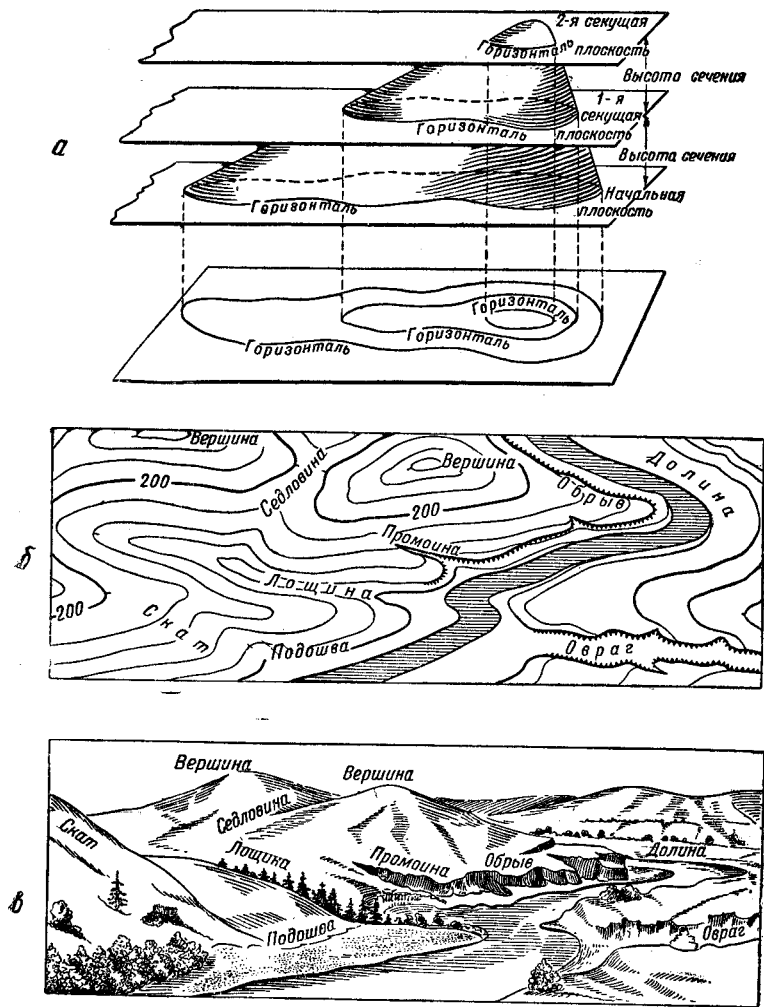 2-я секущая
Горизонталь плоскость
Высота сечения
1-я
секущая
Горизонталь плоскость
а
Высота сечения
Начальная
Горизонталь плоскость
Горизонталь
Горизонталь
Горизонталь
Вершина
Седловина
Вершина
Обрыв
Долина
200
200
Промоина
б
Лощина
200
Скат
Подошва
Овраг
Вершина
Вершина
Седловина
Скат
Лощина
Промоина
Обрыв
Долина
в
Подошва
Овраг